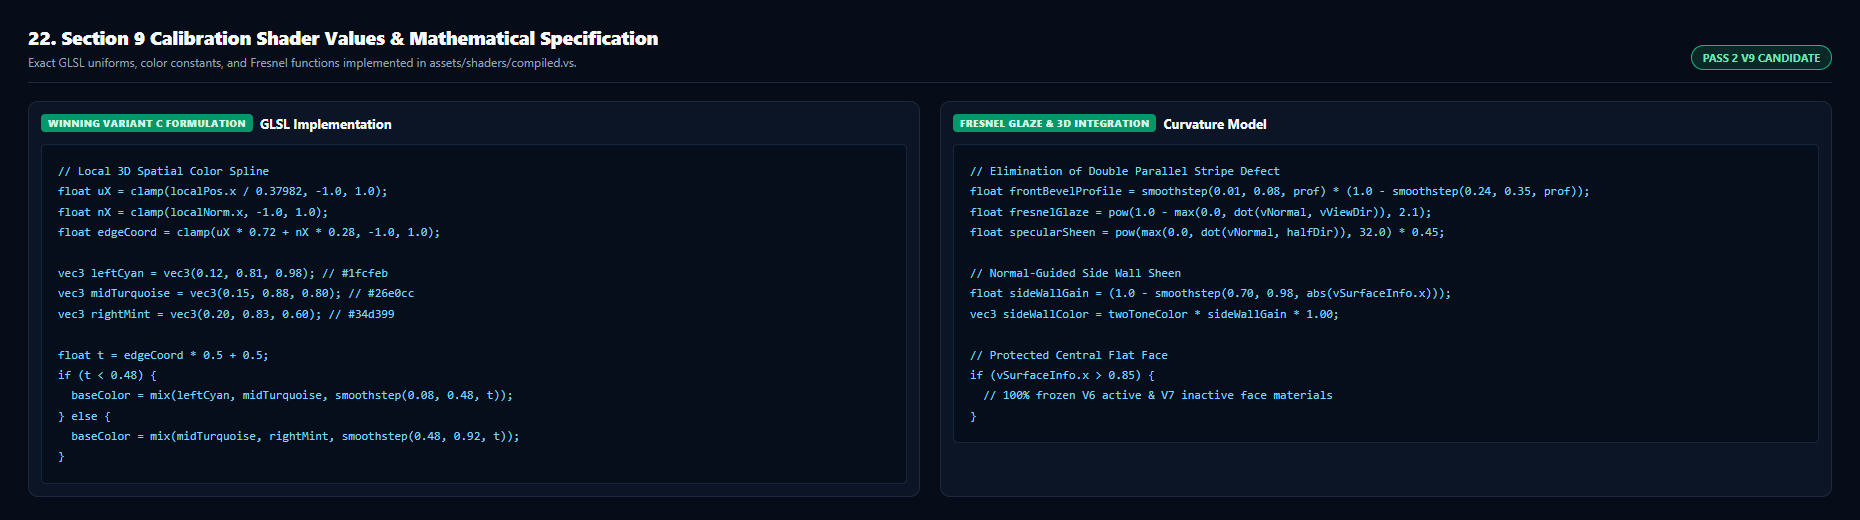 22. Section 9 Calibration Shader Values & Mathematical Specification
Exact GLSL uniforms, color constants, and Fresnel functions implemented in assets/shaders/compiled.vs.
PASS 2 V9 CANDIDATE
WINNING VARIANT C FORMULATION GLSL Implementation
// Local 3D Spatial Color Spline
float uX = clamp(localPos.x / 0.37982, -1.0, 1.0);
float nX = clamp(localNorm.x, -1.0, 1.0);
float edgeCoord = clamp(uX * 0.72 + nX * 0.28, -1.0, 1.0);
vec3 leftCyan = vec3(0.12, 0.81, 0.98); // #1fcfeb
vec3 midTurquoise = vec3(0.15, 0.88, 0.80); // #26e0cc
vec3 rightMint = vec3(0.20, 0.83, 0.60); // #34d399
float t = edgeCoord * 0.5 + 0.5;
if (t < 0.48) {
  baseColor = mix(leftCyan, midTurquoise, smoothstep(0.08, 0.48, t));
} else {
  baseColor = mix(midTurquoise, rightMint, smoothstep(0.48, 0.92, t));
}
FRESNEL GLAZE & 3D INTEGRATION Curvature Model
// Elimination of Double Parallel Stripe Defect
float frontBevelProfile = smoothstep(0.01, 0.08, prof) * (1.0 - smoothstep(0.24, 0.35, prof));
float fresnelGlaze = pow(1.0 - max(0.0, dot(vNormal, vViewDir)), 2.1);
float specularSheen = pow(max(0.0, dot(vNormal, halfDir)), 32.0) * 0.45;
// Normal-Guided Side Wall Sheen
float sideWallGain = (1.0 - smoothstep(0.70, 0.98, abs(vSurfaceInfo.x)));
vec3 sideWallColor = twoToneColor * sideWallGain * 1.00;
// Protected Central Flat Face
if (vSurfaceInfo.x > 0.85) {
  // 100% frozen V6 active & V7 inactive face materials
}